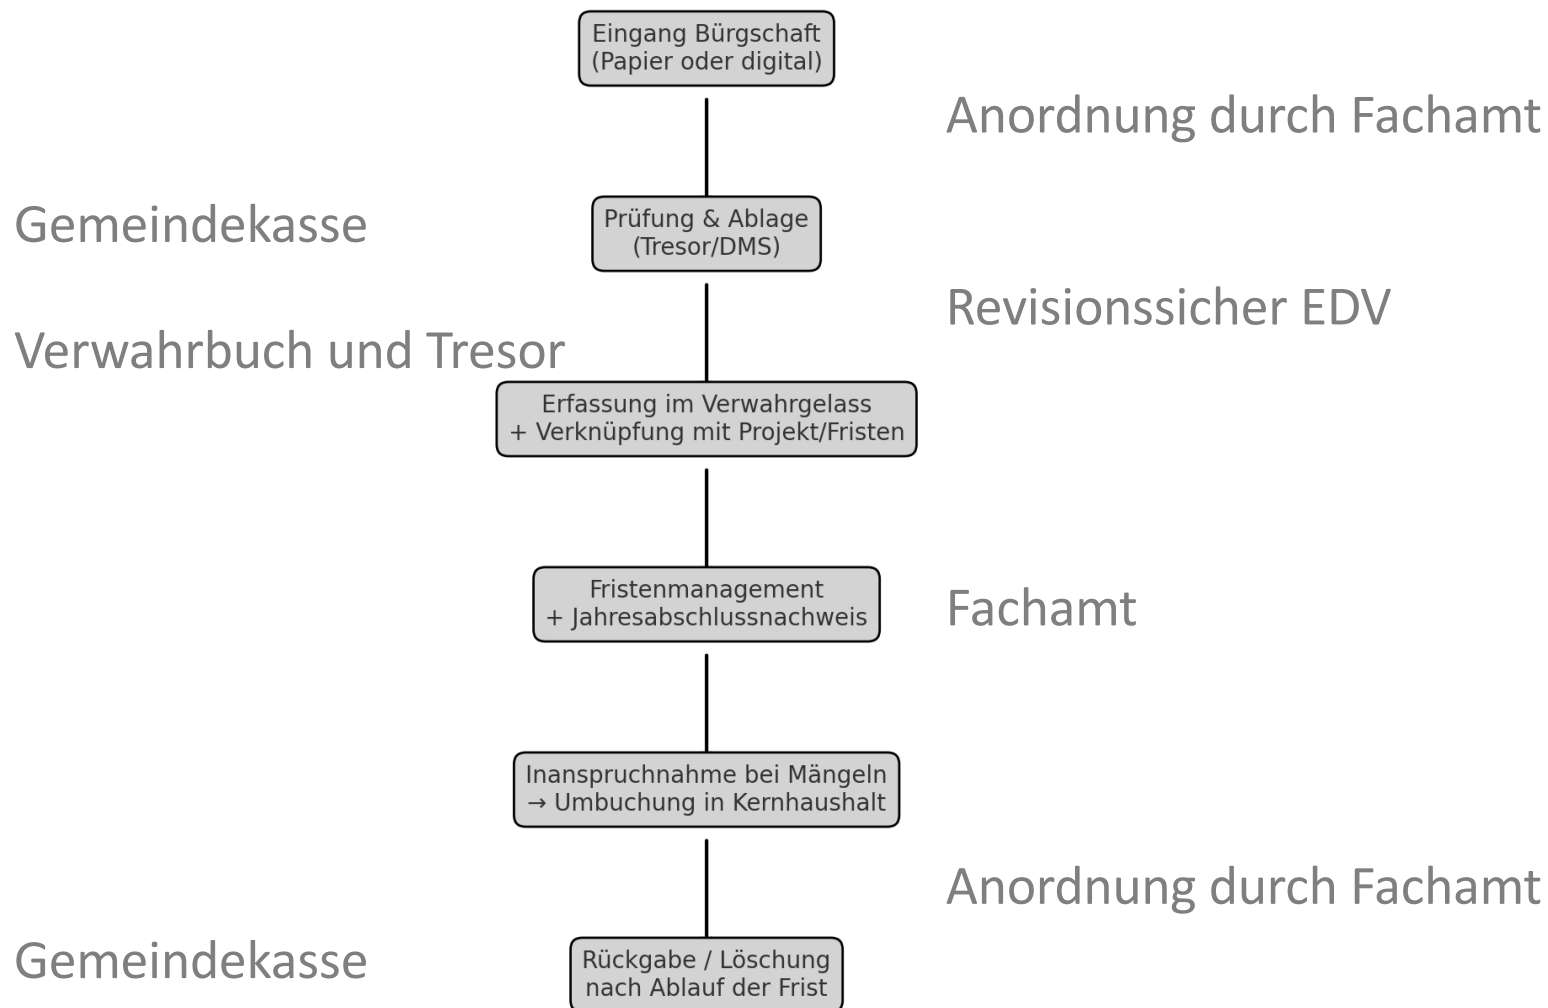 Eingang Bürgschaft
(Papier oder digital)
Anordnung durch Fachamt
Gemeindekasse
Prüfung & Ablage
(Tresor/DMS)
Revisionssicher EDV
Verwahrbuch und Tresor
Erfassung im Verwahrgelass
+ Verknüpfung mit Projekt/Fristen
Fristenmanagement
+ Jahresabschlussnachweis
Fachamt
Inanspruchnahme bei Mängeln
→ Umbuchung in Kernhaushalt
Anordnung durch Fachamt
Gemeindekasse
Rückgabe / Löschung
nach Ablauf der Frist